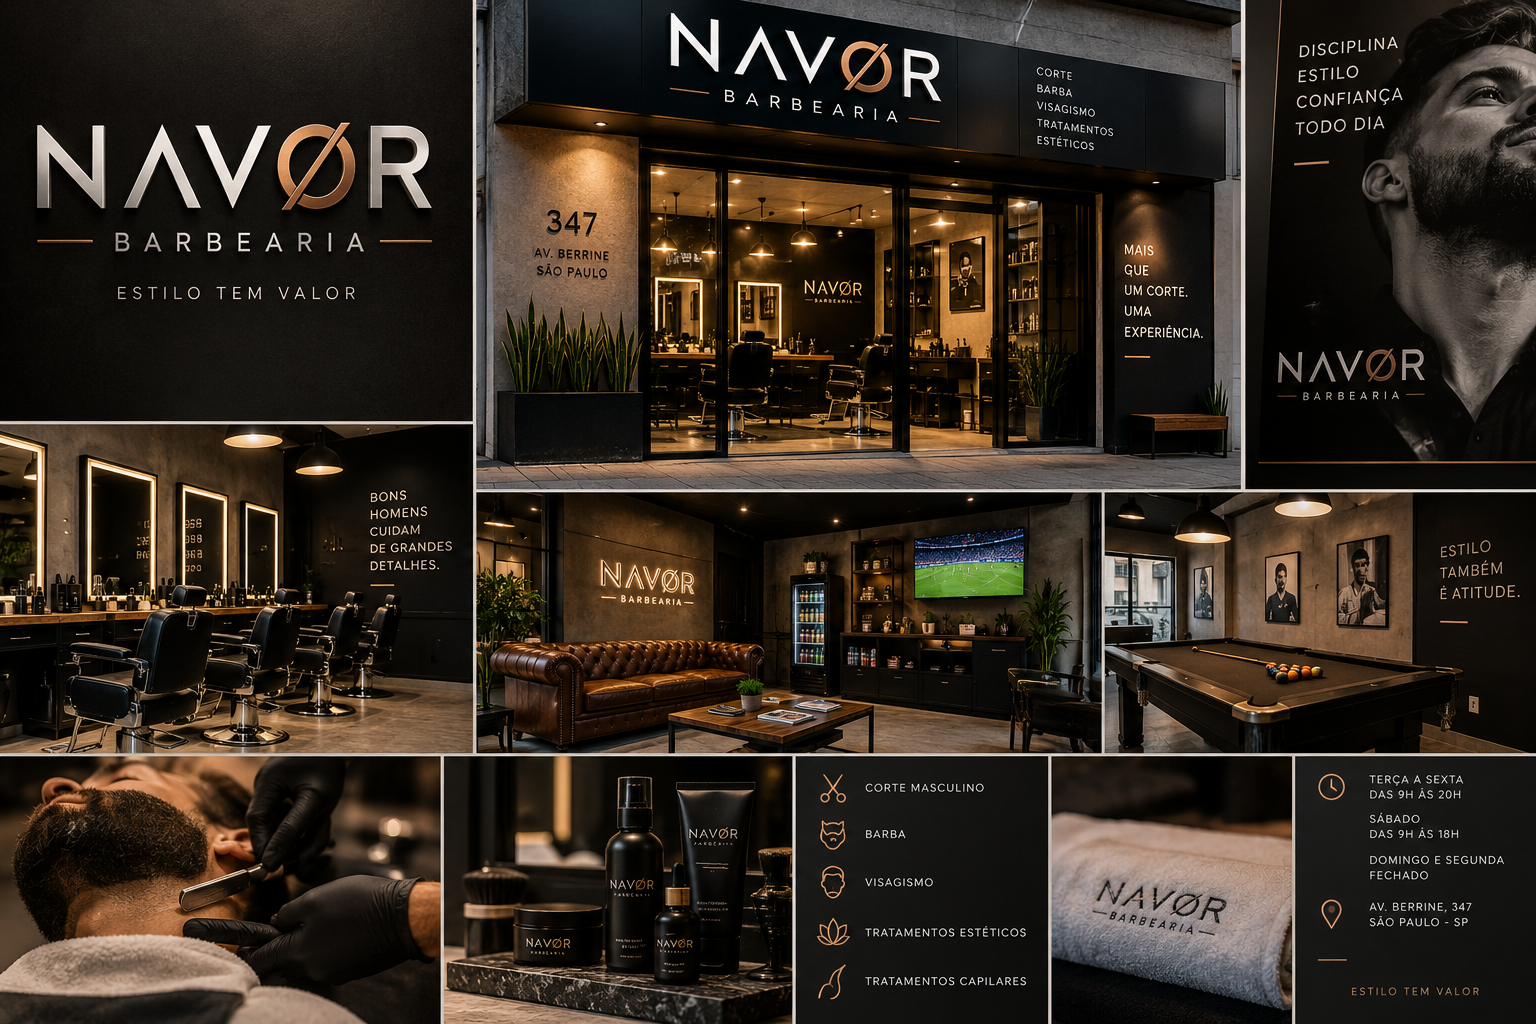 NAVØR
BARBEARIA
ESTILO TEM VALOR
NAVØR
BARBEARIA
CORTE
BARBA
VISAGISMO
TRATAMENTOS
ESTÉTICOS
347
AV. BERRINE
SÃO PAULO
NAVØR
BARBEARIA
MAIS
QUE
UM CORTE.
UMA
EXPERIÊNCIA.
DISCIPLINA
ESTILO
CONFIANÇA
TODO DIA
NAVØR
BARBEARIA
BONS
HOMENS
CUIDAM
DE GRANDES
DETALHES.
NAVØR
BARBEARIA
ESTILO
TAMBÉM
É ATITUDE.
NAVØR
BARBEARIA
NAVØR
NAVØR
NAVØR
CORTE MASCULINO
BARBA
VISAGISMO
TRATAMENTOS ESTÉTICOS
TRATAMENTOS CAPILARES
NAVØR
BARBEARIA
TERÇA A SEXTA
DAS 9H ÀS 20H
SÁBADO
DAS 9H ÀS 18H
DOMINGO E SEGUNDA
FECHADO
AV. BERRINE, 347
SÃO PAULO - SP
ESTILO TEM VALOR